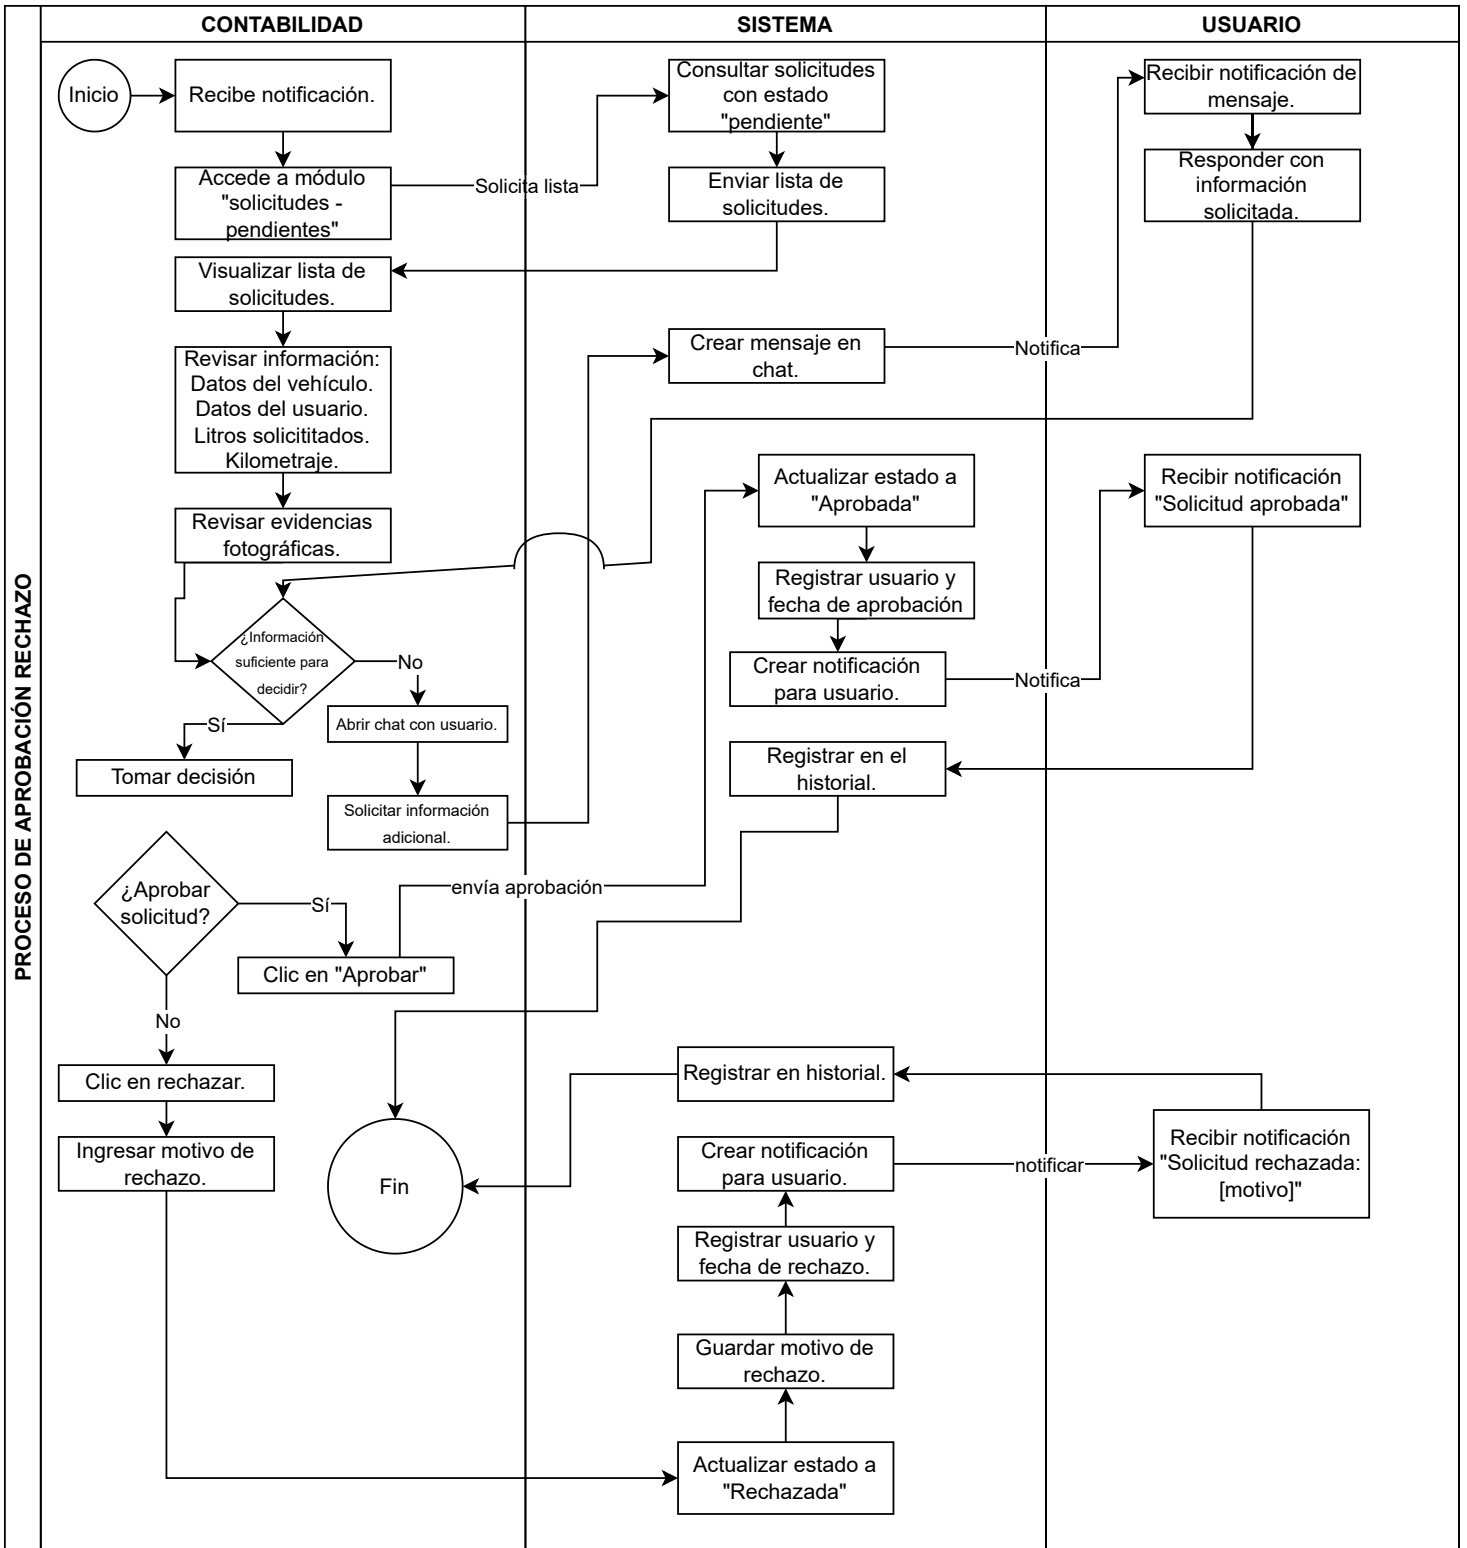 PROCESO DE APROBACIÓN RECHAZO
CONTABILIDAD
SISTEMA
USUARIO
Inicio
Recibe notificación.
Accede a módulo
"solicitudes -
pendientes"
Solicita lista
Consultar solicitudes
con estado
"pendiente"
Enviar lista de
solicitudes.
Recibir notificación de
mensaje.
Responder con
información
solicitada.
Visualizar lista de
solicitudes.
Revisar información:
Datos del vehículo.
Datos del usuario.
Litros solicititados.
Kilometraje.
Crear mensaje en
chat.
Notifica
Revisar evidencias
fotográficas.
Actualizar estado a
"Aprobada"
Recibir notificación
"Solicitud aprobada"
Registrar usuario y
fecha de aprobación
¿Información
suficiente para
decidir?
No
Crear notificación
para usuario.
Notifica
Sí
Abrir chat con usuario.
Tomar decisión
Registrar en el
historial.
Solicitar información
adicional.
¿Aprobar
solicitud?
Sí
envía aprobación
Clic en "Aprobar"
No
Clic en rechazar.
Registrar en historial.
Ingresar motivo de
rechazo.
Fin
Crear notificación
para usuario.
notificar
Recibir notificación
"Solicitud rechazada:
[motivo]"
Registrar usuario y
fecha de rechazo.
Guardar motivo de
rechazo.
Actualizar estado a
"Rechazada"